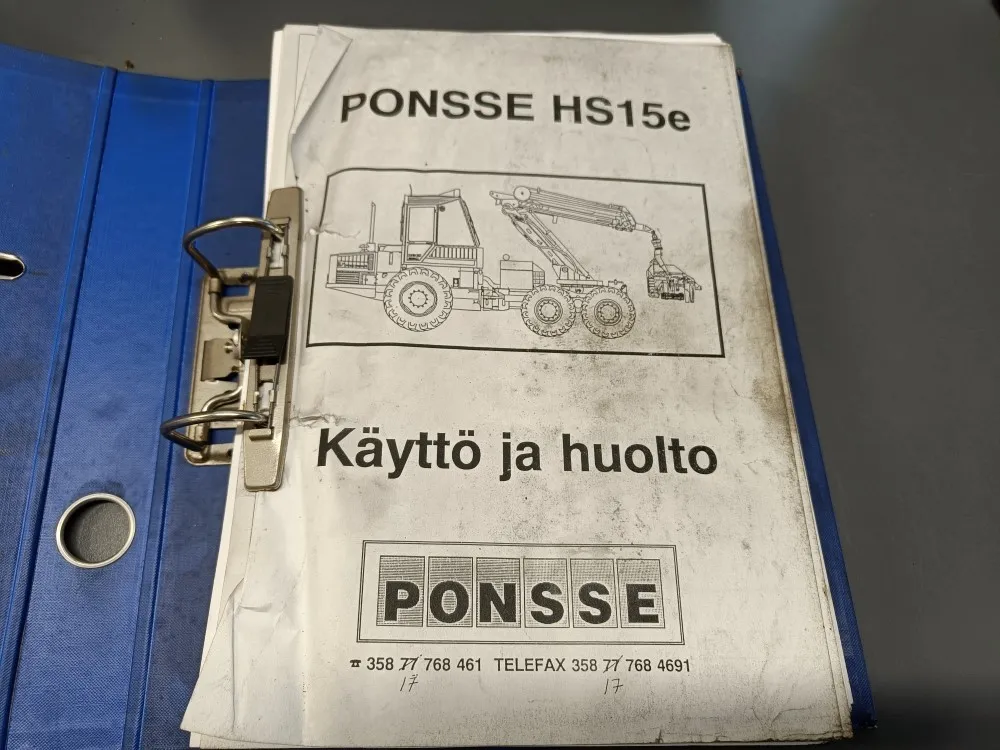 PONSSE HS15e
Käyttö ja huolto
PONSSE
☎ 358 77 768 461 TELEFAX 358 77 768 4691
17 17